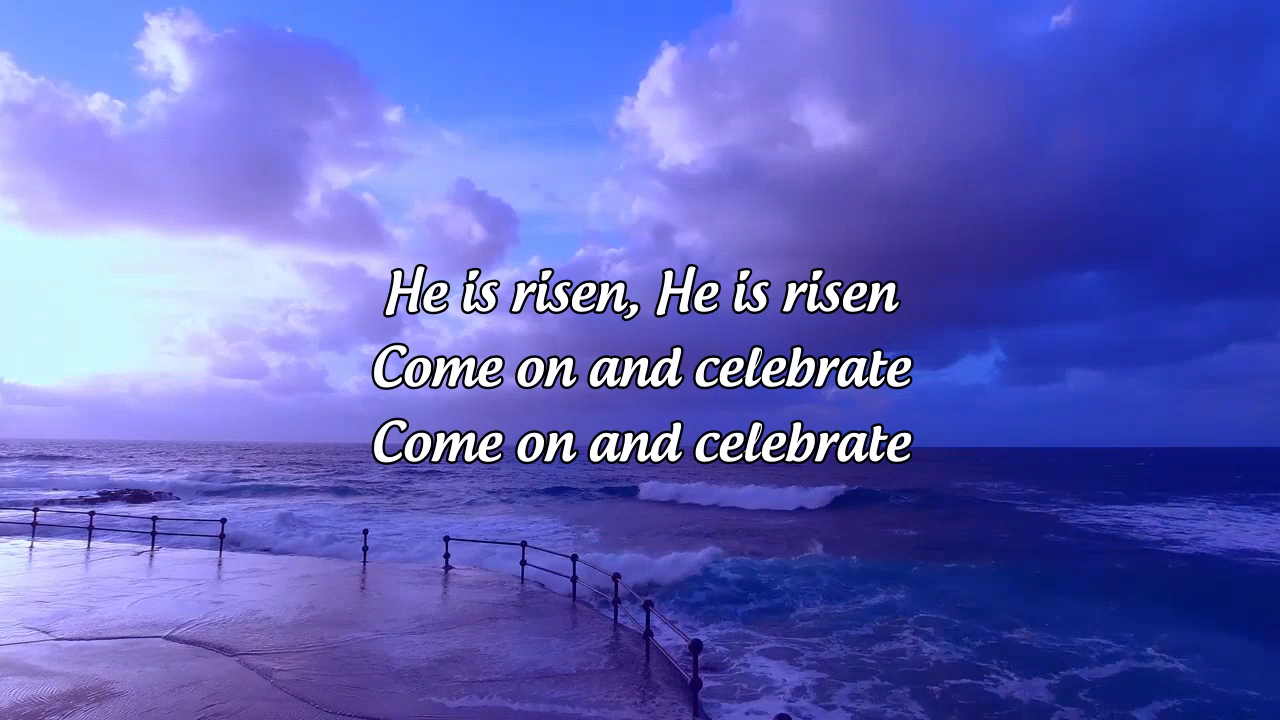 He is risen, He is risen
Come on and celebrate
Come on and celebrate